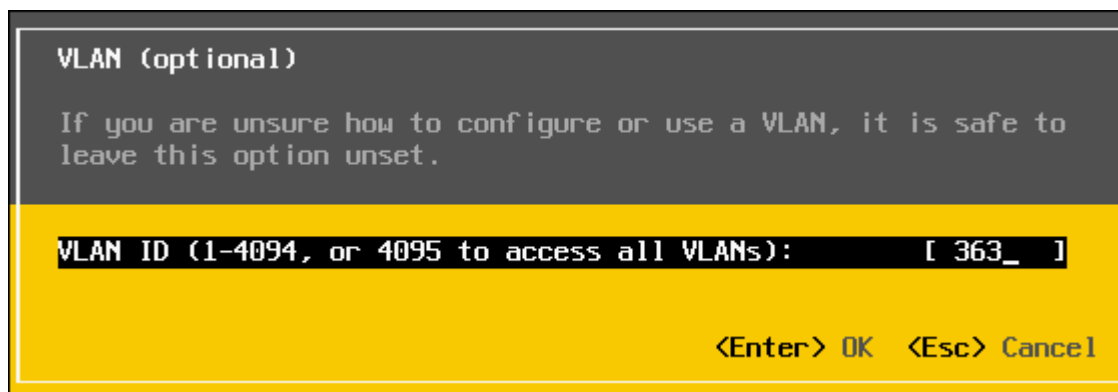 VLAN (optional)
If you are unsure how to configure or use a VLAN, it is safe to
leave this option unset.
VLAN ID (1-4094, or 4095 to access all VLANs): [ 363_ ]
<Enter> OK <Esc> Cancel